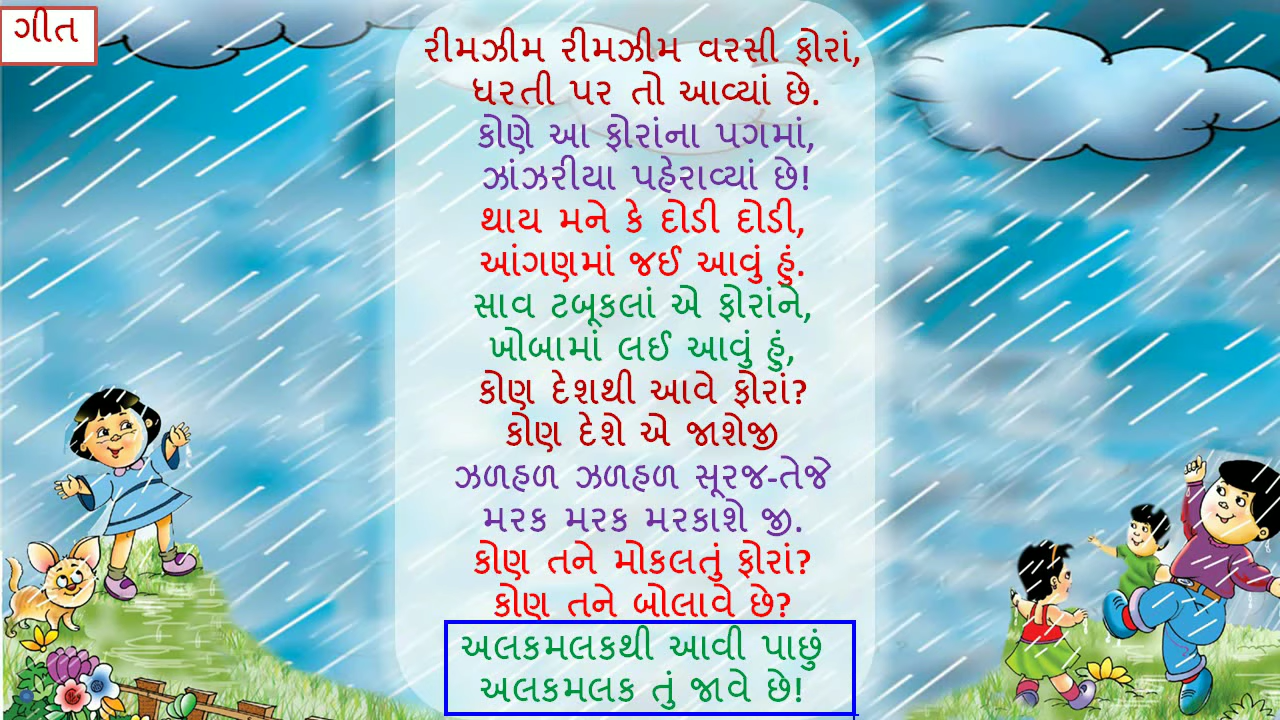 ગીત
રીમઝીમ રીમઝીમ વરસી ફોરાં,
ધરતી પર તો આવ્યાં છે.
કોણે આ ફોરાંના પગમાં,
ઝાંઝરીયા પહેરાવ્યાં છે!
થાય મને કે દોડી દોડી,
આંગણમાં જઈ આવું હું.
સાવ ટબૂકલાં એ ફોરાંને,
ખોબામાં લઈ આવું હું,
કોણ દેશથી આવે ફોરાં?
કોણ દેશે એ જાશેજી
ઝળહળ ઝળહળ સૂરજ-તેજે
મરક મરક મરકાશે જી.
કોણ તને મોકલતું ફોરાં?
કોણ તને બોલાવે છે?
અલકમલકથી આવી પાછું
અલકમલક તું જાવે છે!